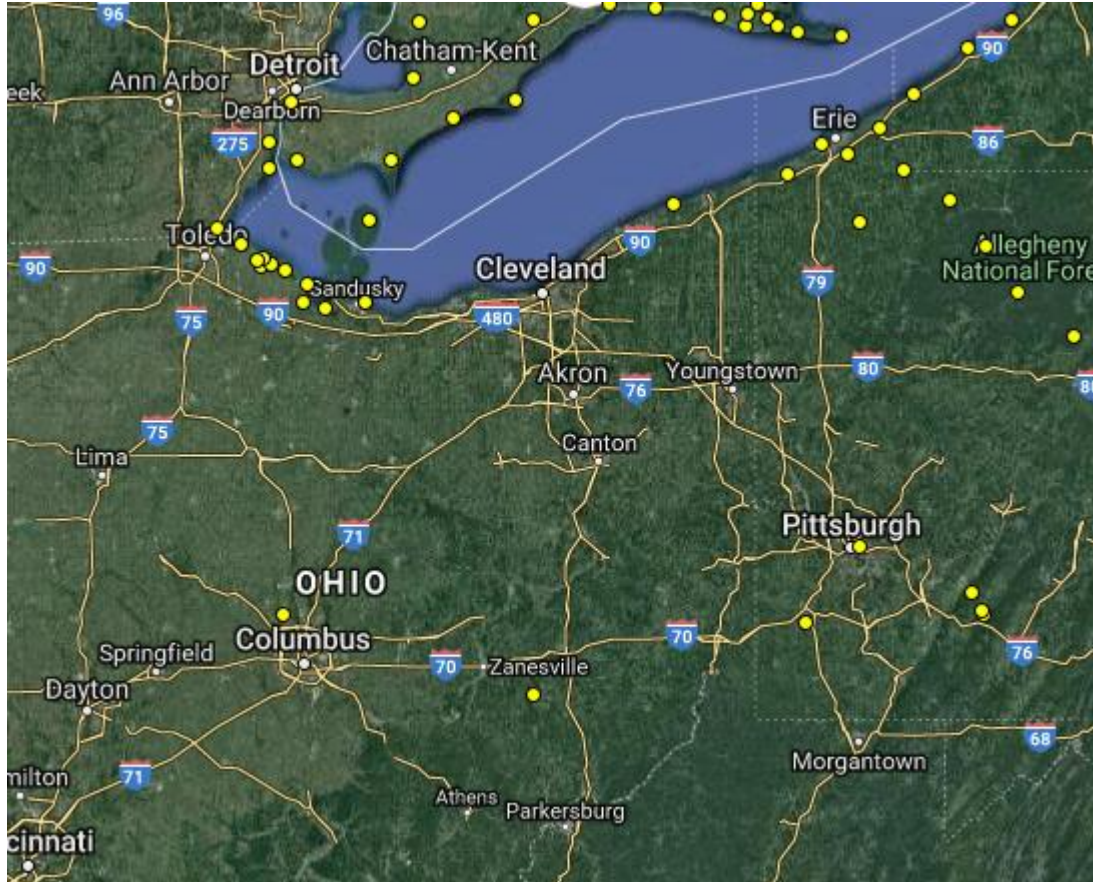 96
Chatham-Kent
Ann Arbor
Detroit
eek
Dearborn
90
275
Erie
86
Toledo
90
Allegheny
National Fore
90
Cleveland
79
Sandusky
90
480
75
Akron
Youngstown
80
76
80
75
Canton
Lima
Pittsburgh
71
OHIO
Columbus
70
Springfield
70
Zanesville
76
Dayton
68
Morgantown
71
milton
Athens
Parkersburg
cinnati